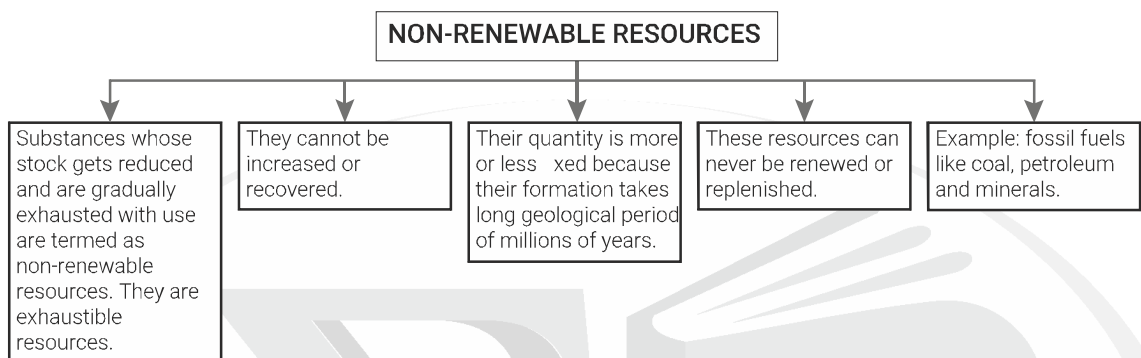 NON-RENEWABLE RESOURCES
Substances whose
stock gets reduced
and are gradually
exhausted with use
are termed as
non-renewable
resources. They are
exhaustible
resources.
They cannot be
increased or
recovered.
Their quantity is more
or less xed because
their formation takes
long geological period
of millions of years.
These resources can
never be renewed or
replenished.
Example: fossil fuels
like coal, petroleum
and minerals.